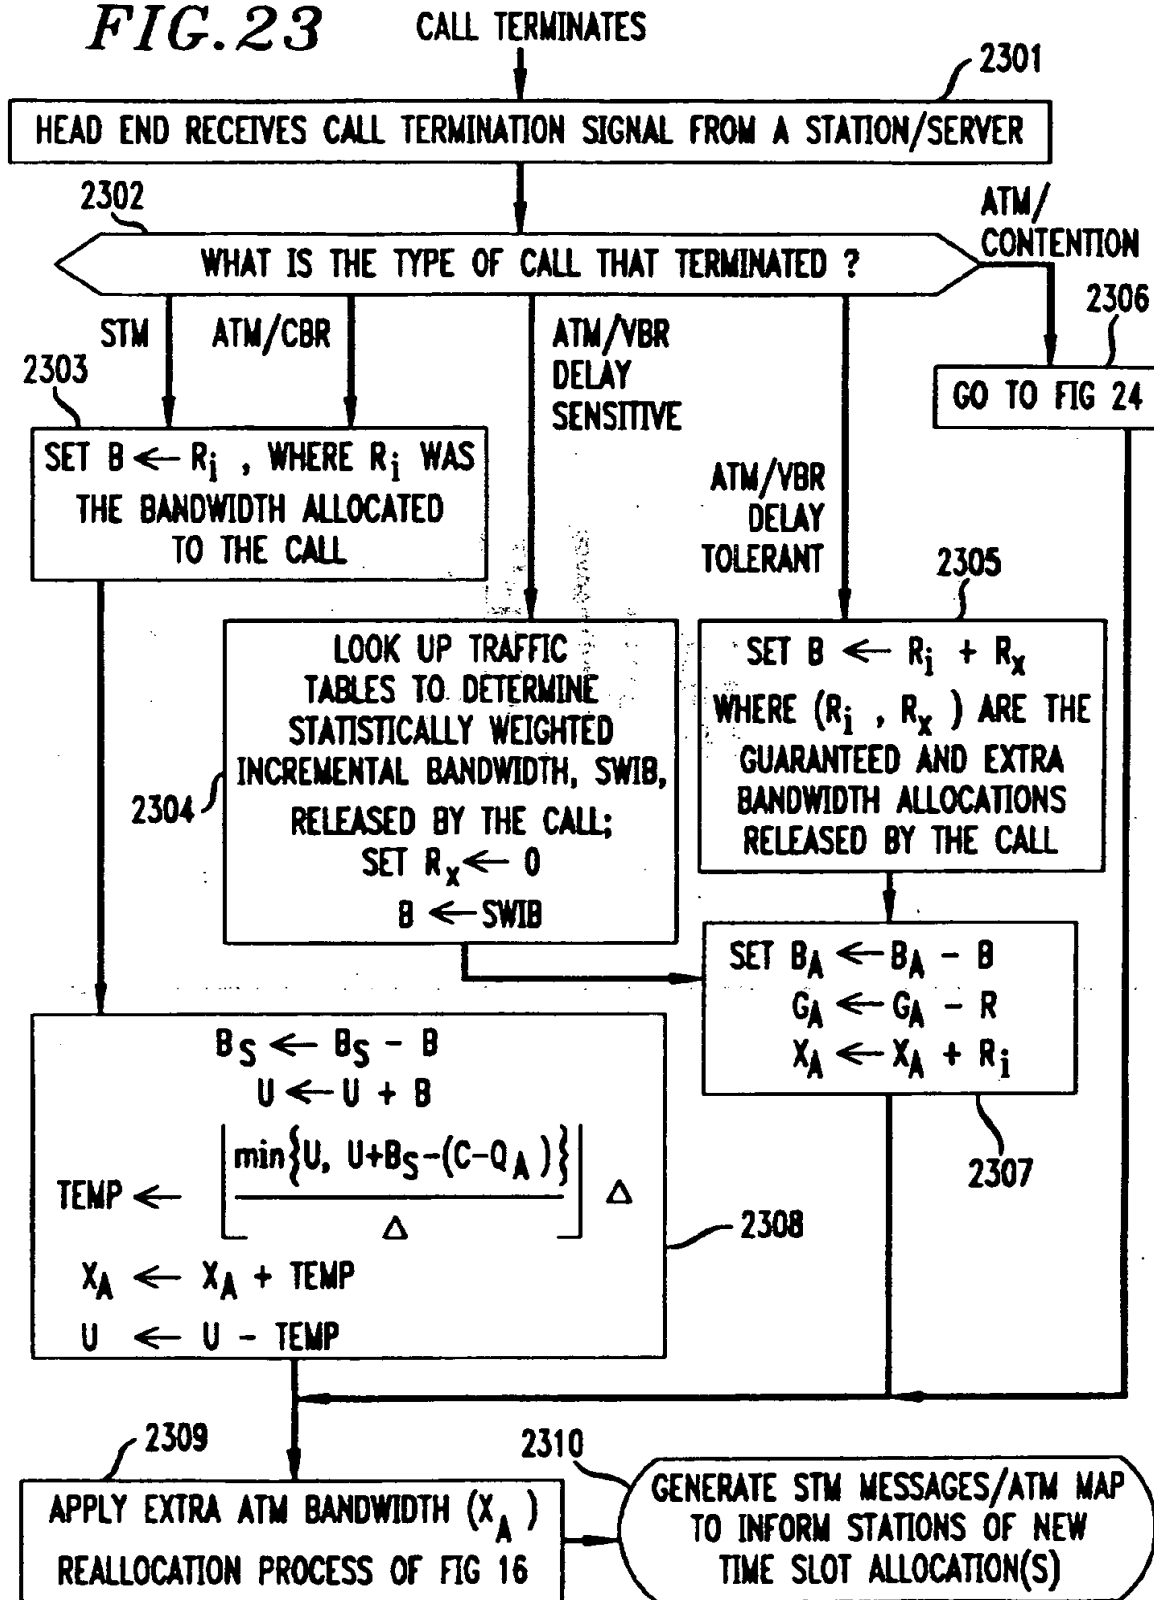 FIG.23
CALL TERMINATES
2301
HEAD END RECEIVES CALL TERMINATION SIGNAL FROM A STATION/SERVER
2302
WHAT IS THE TYPE OF CALL THAT TERMINATED ?
ATM/
CONTENTION
2306
GO TO FIG 24
STM
ATM/CBR
ATM/VBR
DELAY
SENSITIVE
ATM/VBR
DELAY
TOLERANT
2303
SET B ← Ri , WHERE Ri WAS
THE BANDWIDTH ALLOCATED
TO THE CALL
2304
LOOK UP TRAFFIC
TABLES TO DETERMINE
STATISTICALLY WEIGHTED
INCREMENTAL BANDWIDTH, SWIB,
RELEASED BY THE CALL;
SET Rx ← 0
B ← SWIB
2305
SET B ← Ri + Rx
WHERE (Ri , Rx ) ARE THE
GUARANTEED AND EXTRA
BANDWIDTH ALLOCATIONS
RELEASED BY THE CALL
SET BA ← BA - B
GA ← GA - R
XA ← XA + Ri
2307
BS ← BS - B
U ← U + B
TEMP ← ⌊ min{U, U+BS-(C-QA )} / Δ ⌋ Δ
XA ← XA + TEMP
U ← U - TEMP
2308
2309
APPLY EXTRA ATM BANDWIDTH (XA )
REALLOCATION PROCESS OF FIG 16
2310
GENERATE STM MESSAGES/ATM MAP
TO INFORM STATIONS OF NEW
TIME SLOT ALLOCATION(S)